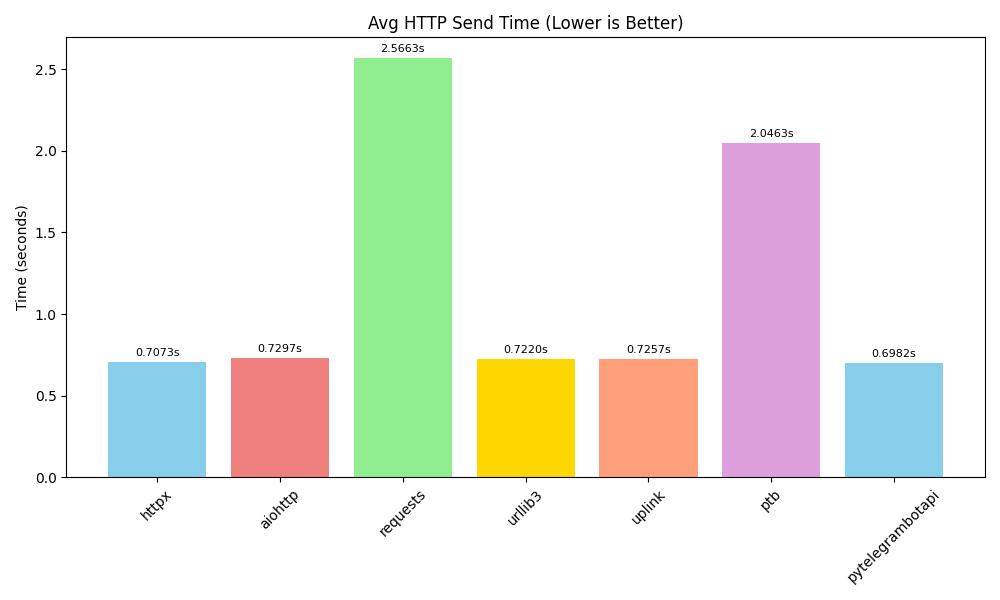 Avg HTTP Send Time (Lower is Better)
Time (seconds)
2.5
2.0
1.5
1.0
0.5
0.0
0.7073s
0.7297s
2.5663s
0.7220s
0.7257s
2.0463s
0.6982s
httpx
aiohttp
requests
urllib3
uplink
ptb
pytelegrambotapi